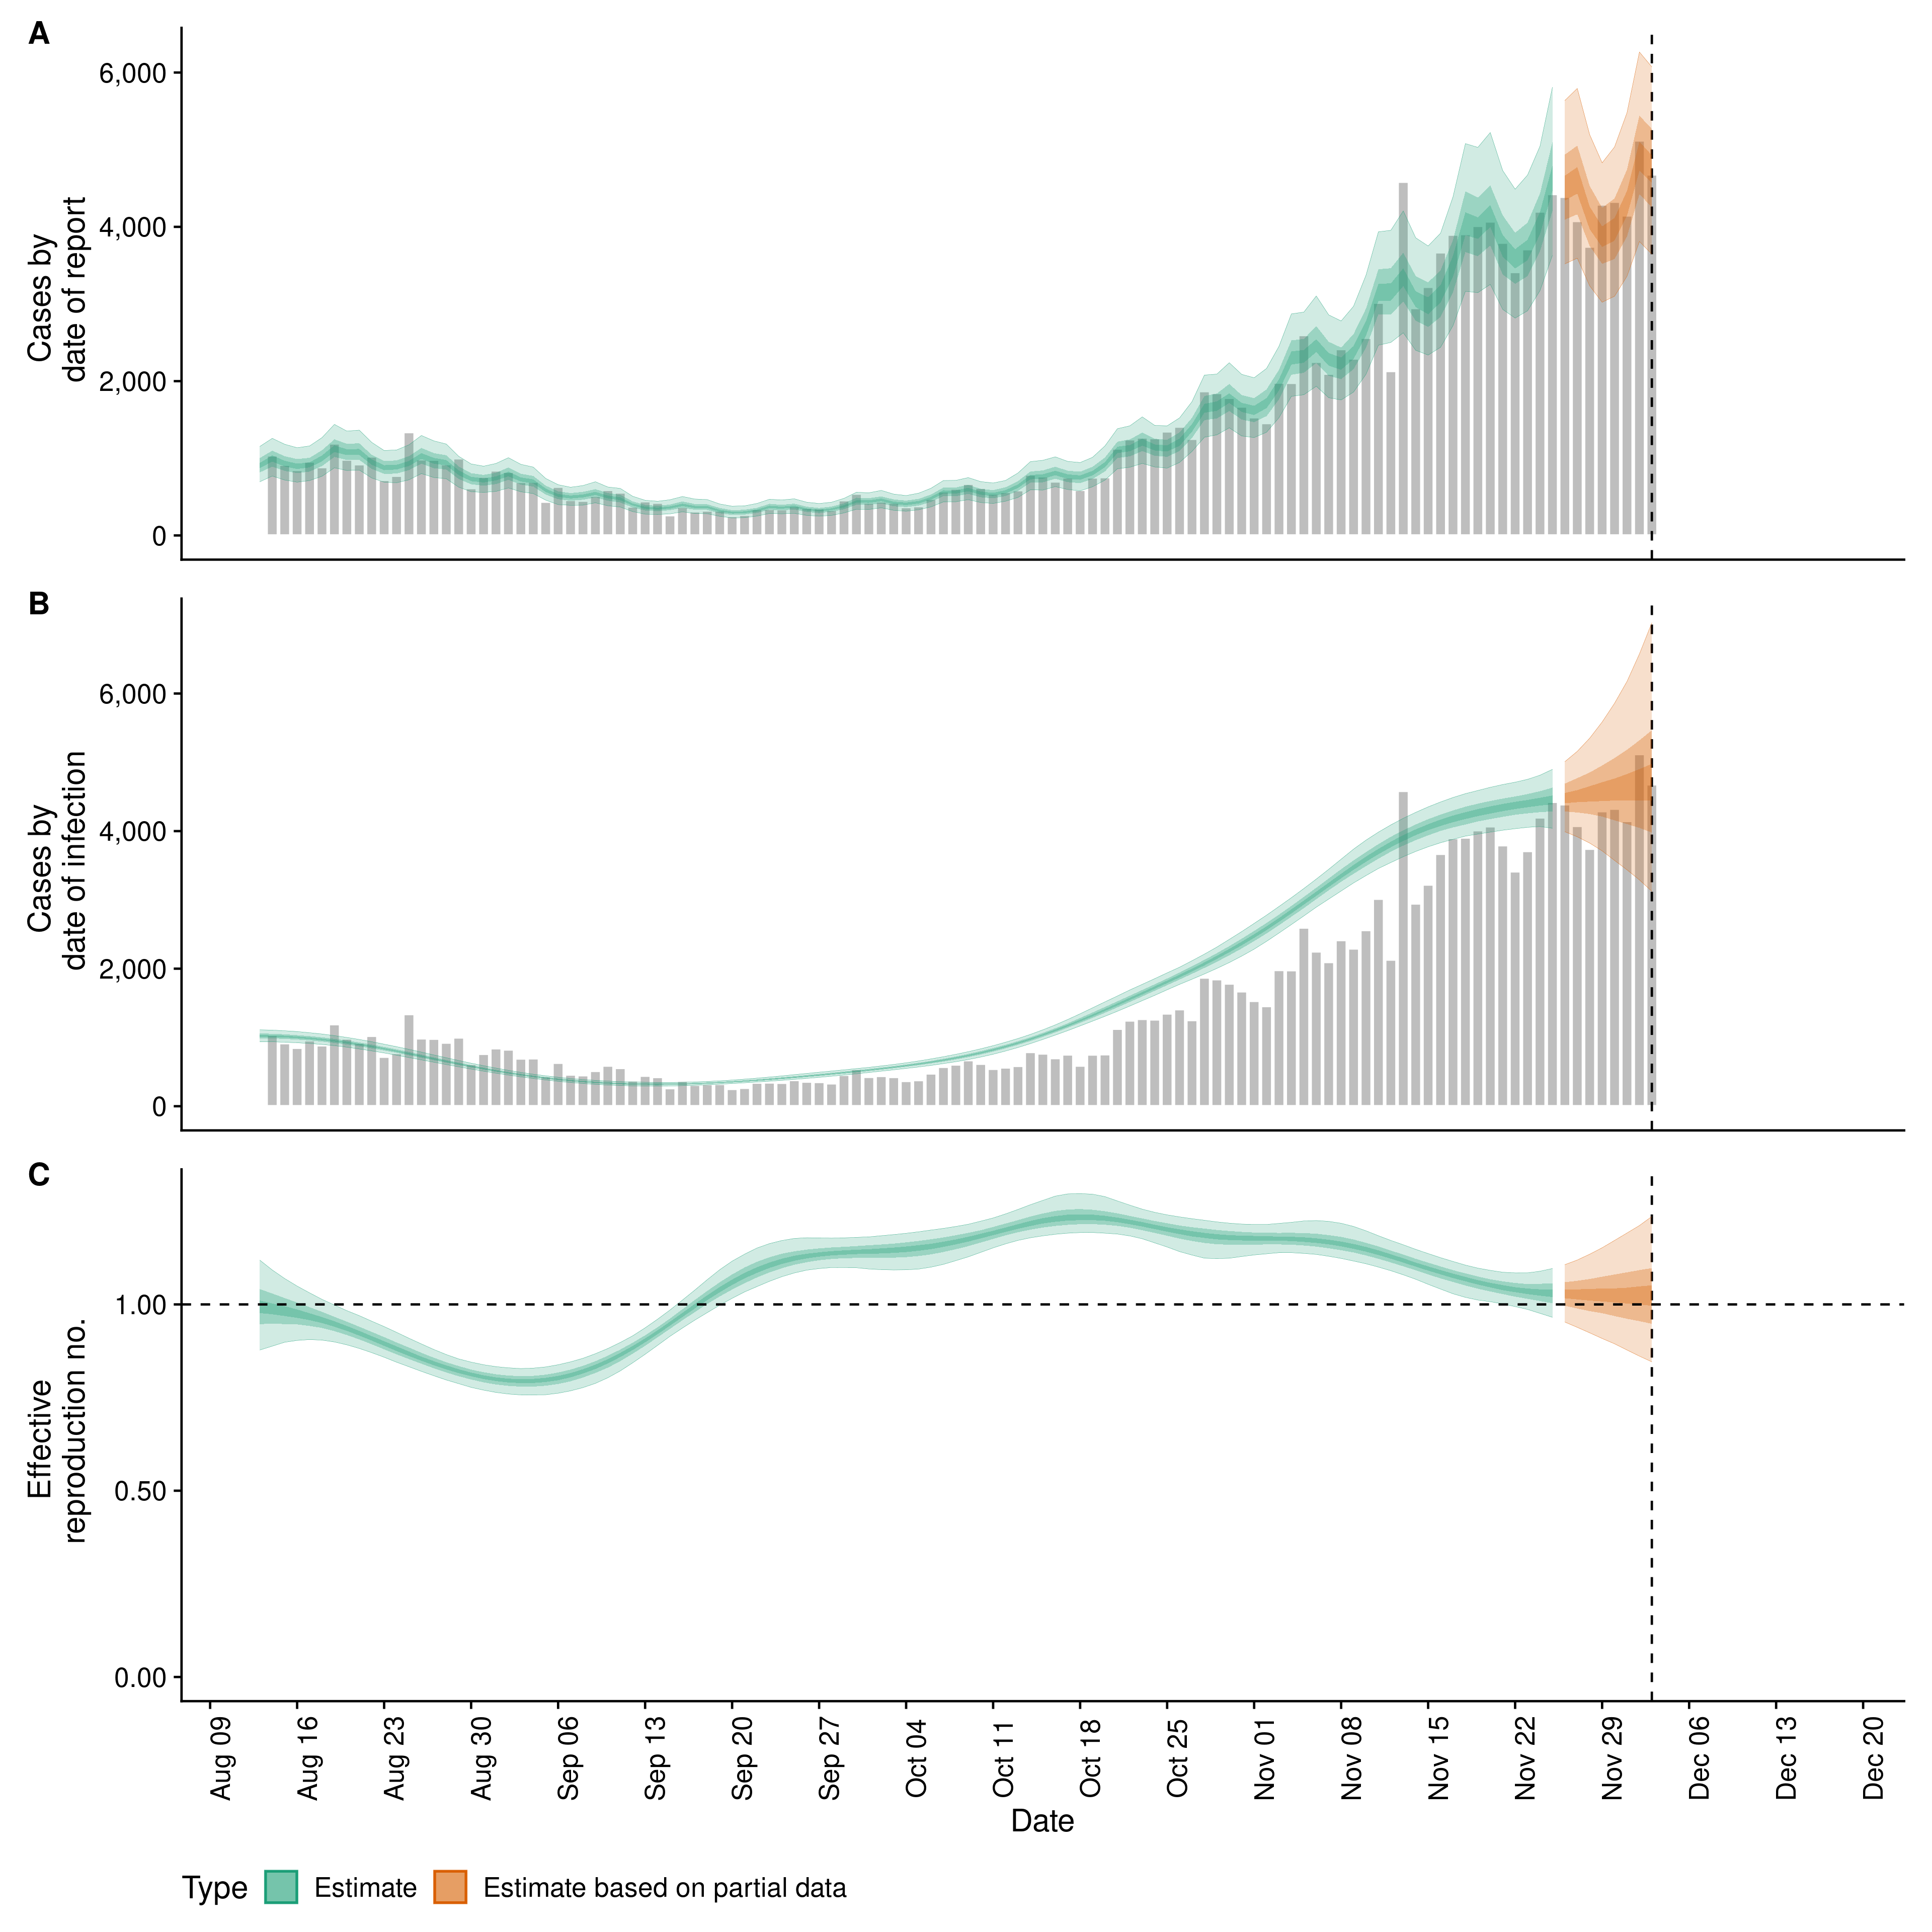 A
6,000
4,000
2,000
0
Cases by
date of report
B
6,000
4,000
2,000
0
Cases by
date of infection
C
1.00
0.50
0.00
Effective
reproduction no.
Aug 09
Aug 16
Aug 23
Aug 30
Sep 06
Sep 13
Sep 20
Sep 27
Oct 04
Oct 11
Oct 18
Oct 25
Nov 01
Nov 08
Nov 15
Nov 22
Nov 29
Dec 06
Dec 13
Dec 20
Date
Type Estimate Estimate based on partial data